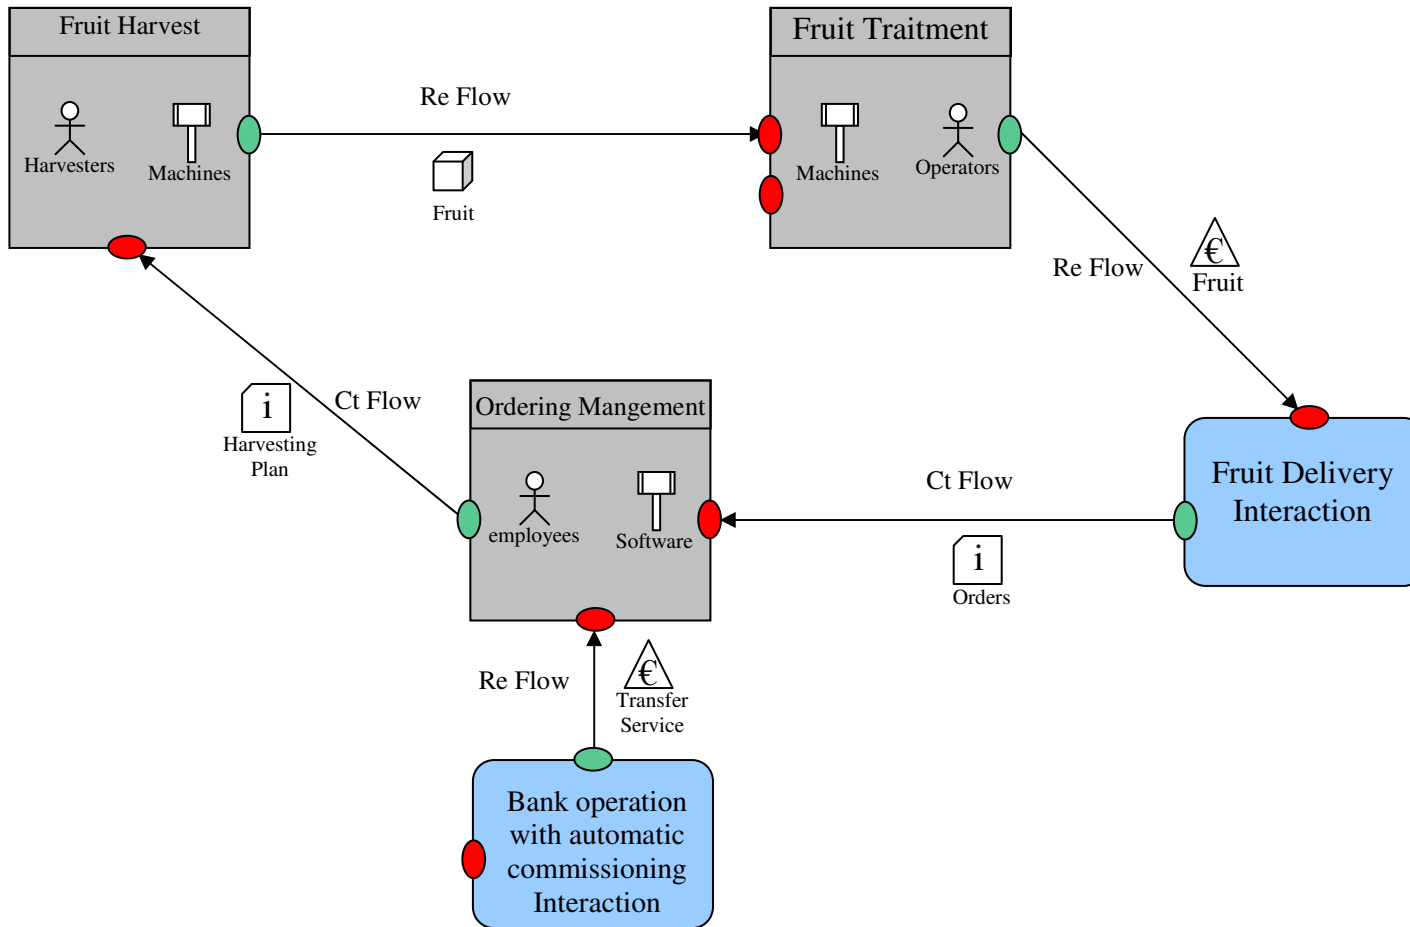 Fruit Harvest
Harvesters
Machines
Re Flow
Fruit
Fruit Traitment
Machines
Operators
Re Flow
€
Fruit
Ct Flow
i
Harvesting
Plan
Ordering Mangement
employees
Software
Ct Flow
i
Orders
Fruit Delivery
Interaction
Re Flow
€
Transfer
Service
Bank operation
with automatic
commissioning
Interaction